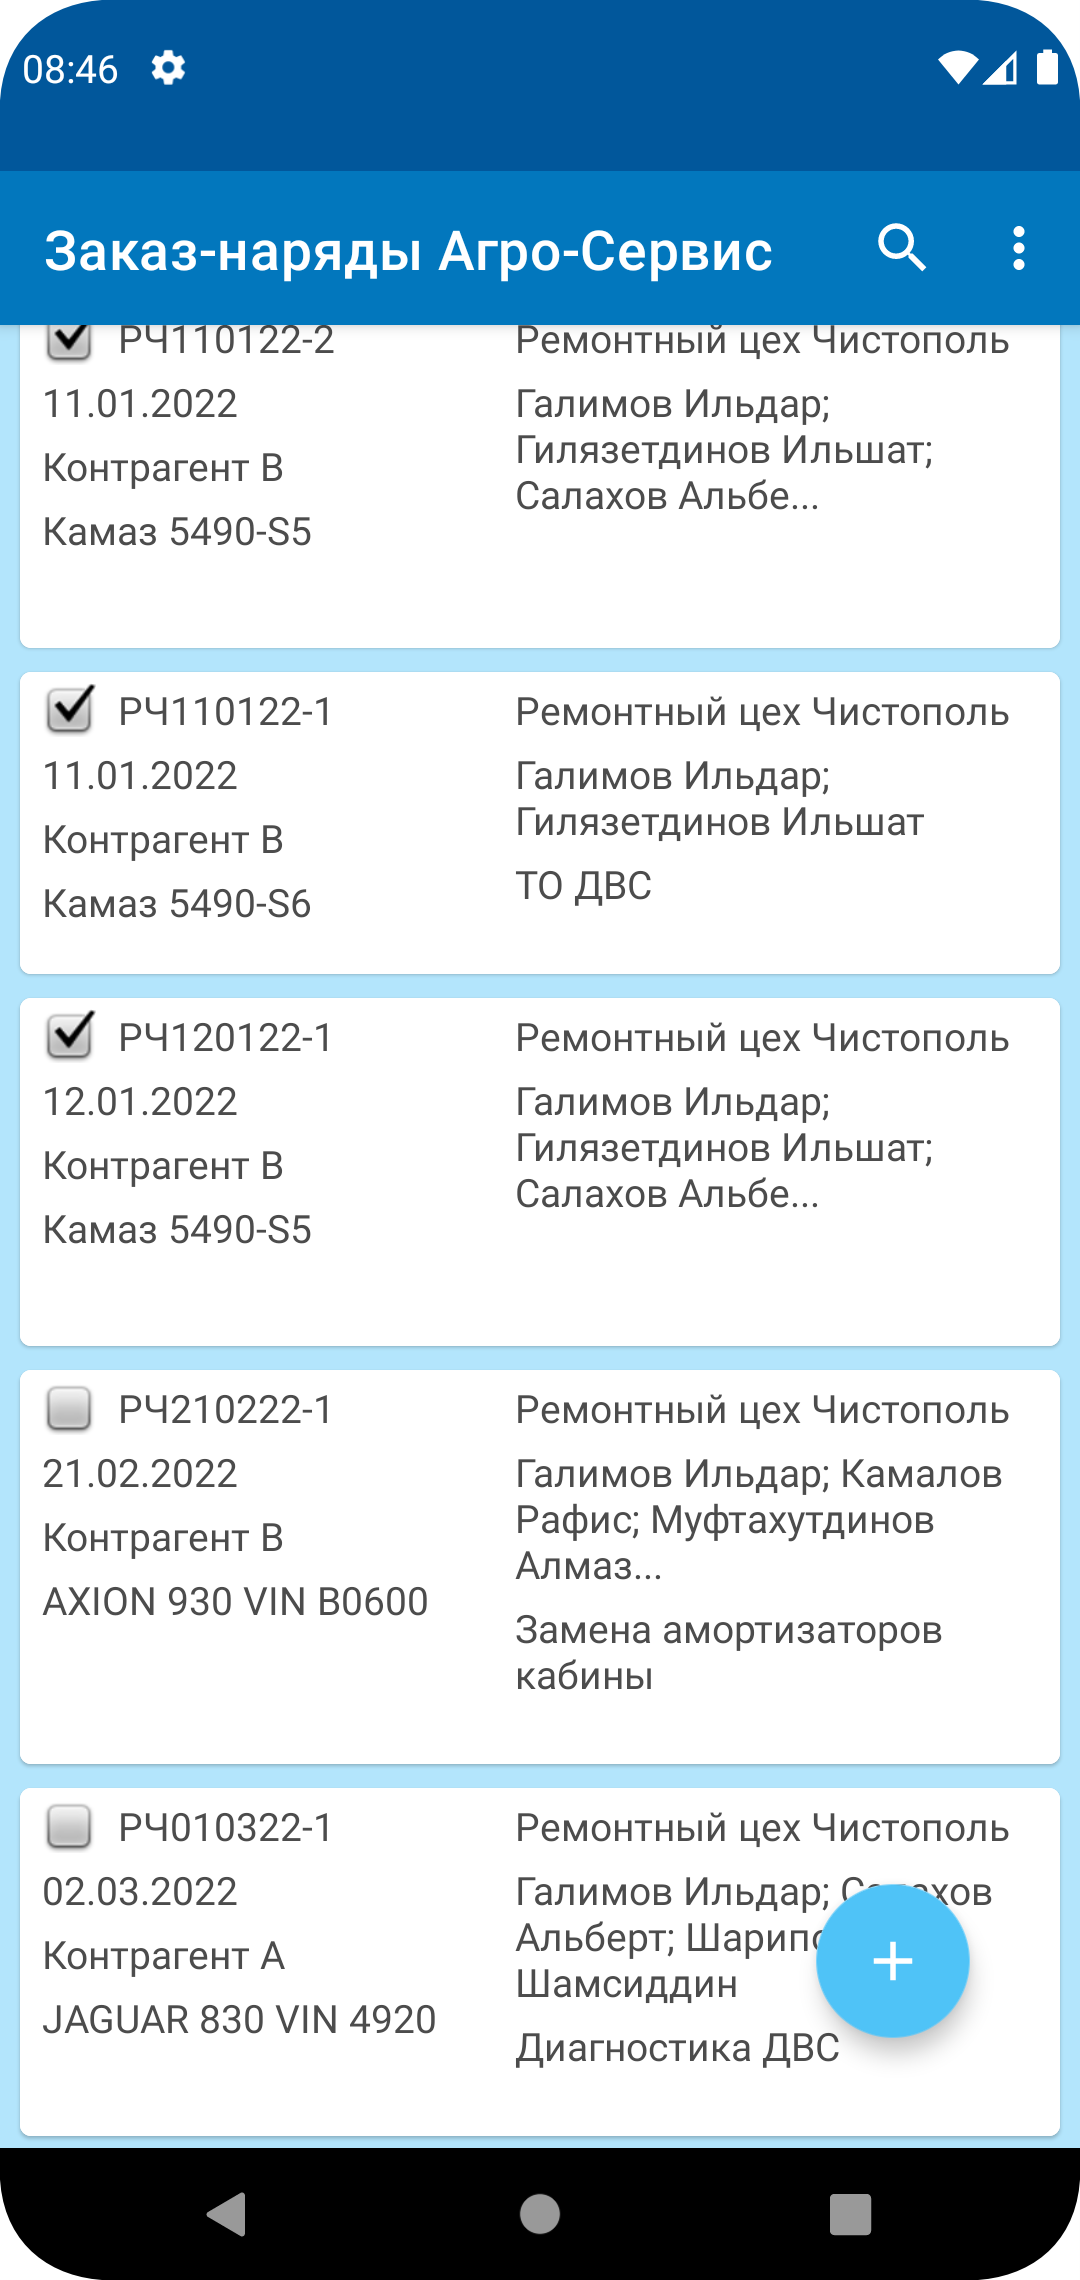 08:46
Заказ-наряды Агро-Сервис
РЧ110122-2
11.01.2022
Контрагент В
Камаз 5490-S5
Ремонтный цех Чистополь
Галимов Ильдар;
Гилязетдинов Ильшат;
Салахов Альбе...
РЧ110122-1
11.01.2022
Контрагент В
Камаз 5490-S6
Ремонтный цех Чистополь
Галимов Ильдар;
Гилязетдинов Ильшат
ТО ДВС
РЧ120122-1
12.01.2022
Контрагент В
Камаз 5490-S5
Ремонтный цех Чистополь
Галимов Ильдар;
Гилязетдинов Ильшат;
Салахов Альбе...
РЧ210222-1
21.02.2022
Контрагент В
AXION 930 VIN B0600
Ремонтный цех Чистополь
Галимов Ильдар; Камалов
Рафис; Муфтахутдинов
Алмаз...
Замена амортизаторов
кабины
РЧ010322-1
02.03.2022
Контрагент А
JAGUAR 830 VIN 4920
Ремонтный цех Чистополь
Галимов Ильдар;
Альберт;
Шамсиддин
Диагностика ДВС